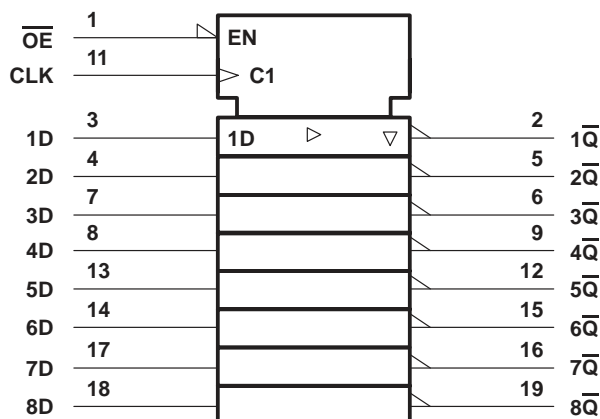 1
OE EN
11
CLK C1
3 2
1D 1D 1Q
4 5
2D 2Q
7 6
3D 3Q
8 9
4D 4Q
13 12
5D 5Q
14 15
6D 6Q
17 16
7D 7Q
18 19
8D 8Q